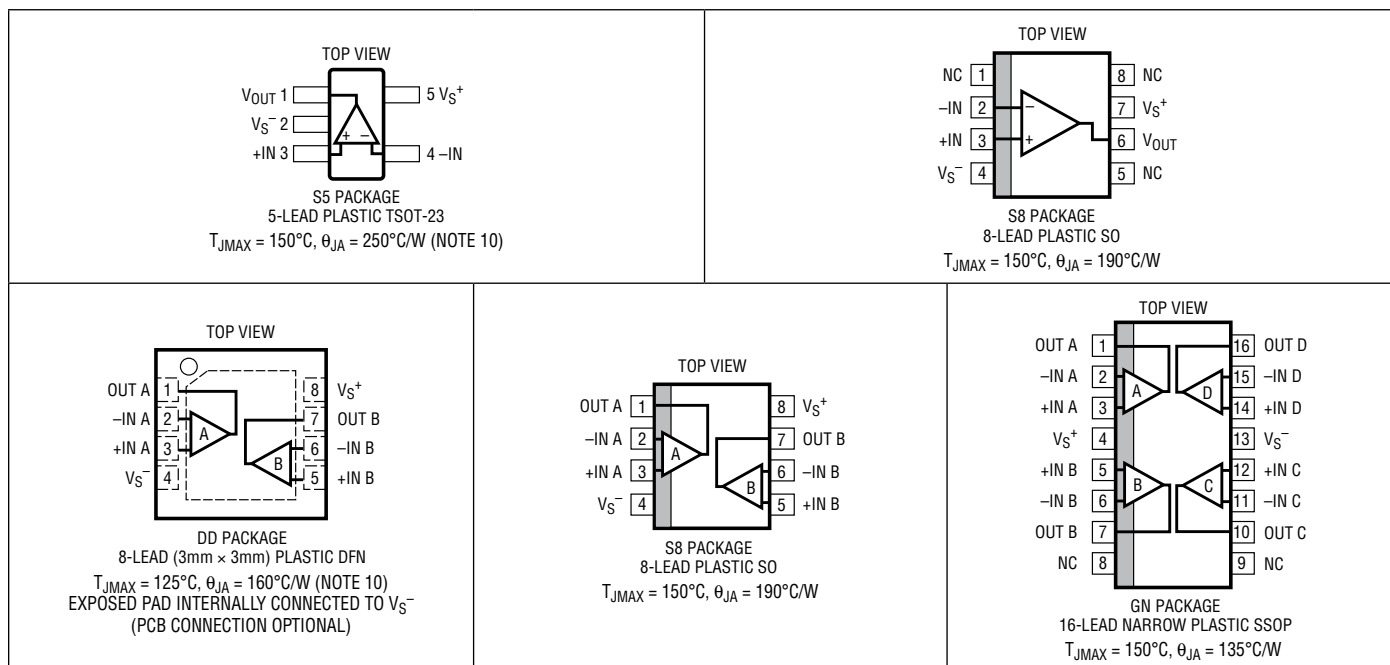 TOP VIEW
VOUT 1
5 VS+
VS– 2
+ –
+IN 3
4 –IN
S5 PACKAGE
5-LEAD PLASTIC TSOT-23
TJMAX = 150°C, θJA = 250°C/W (NOTE 10)
TOP VIEW
NC 1
8 NC
–IN 2
–
7 VS+
+IN 3
+
6 VOUT
VS– 4
5 NC
S8 PACKAGE
8-LEAD PLASTIC SO
TJMAX = 150°C, θJA = 190°C/W
TOP VIEW
OUT A 1
8 VS+
–IN A 2
7 OUT B
A
+IN A 3
6 –IN B
B
VS– 4
5 +IN B
DD PACKAGE
8-LEAD (3mm × 3mm) PLASTIC DFN
TJMAX = 125°C, θJA = 160°C/W (NOTE 10)
EXPOSED PAD INTERNALLY CONNECTED TO VS–
(PCB CONNECTION OPTIONAL)
TOP VIEW
OUT A 1
8 VS+
–IN A 2
7 OUT B
A
+IN A 3
6 –IN B
B
VS– 4
5 +IN B
S8 PACKAGE
8-LEAD PLASTIC SO
TJMAX = 150°C, θJA = 190°C/W
TOP VIEW
OUT A 1
16 OUT D
–IN A 2
15 –IN D
A
D
+IN A 3
14 +IN D
VS+ 4
13 VS–
+IN B 5
12 +IN C
B
C
–IN B 6
11 –IN C
OUT B 7
10 OUT C
NC 8
9 NC
GN PACKAGE
16-LEAD NARROW PLASTIC SSOP
TJMAX = 150°C, θJA = 135°C/W